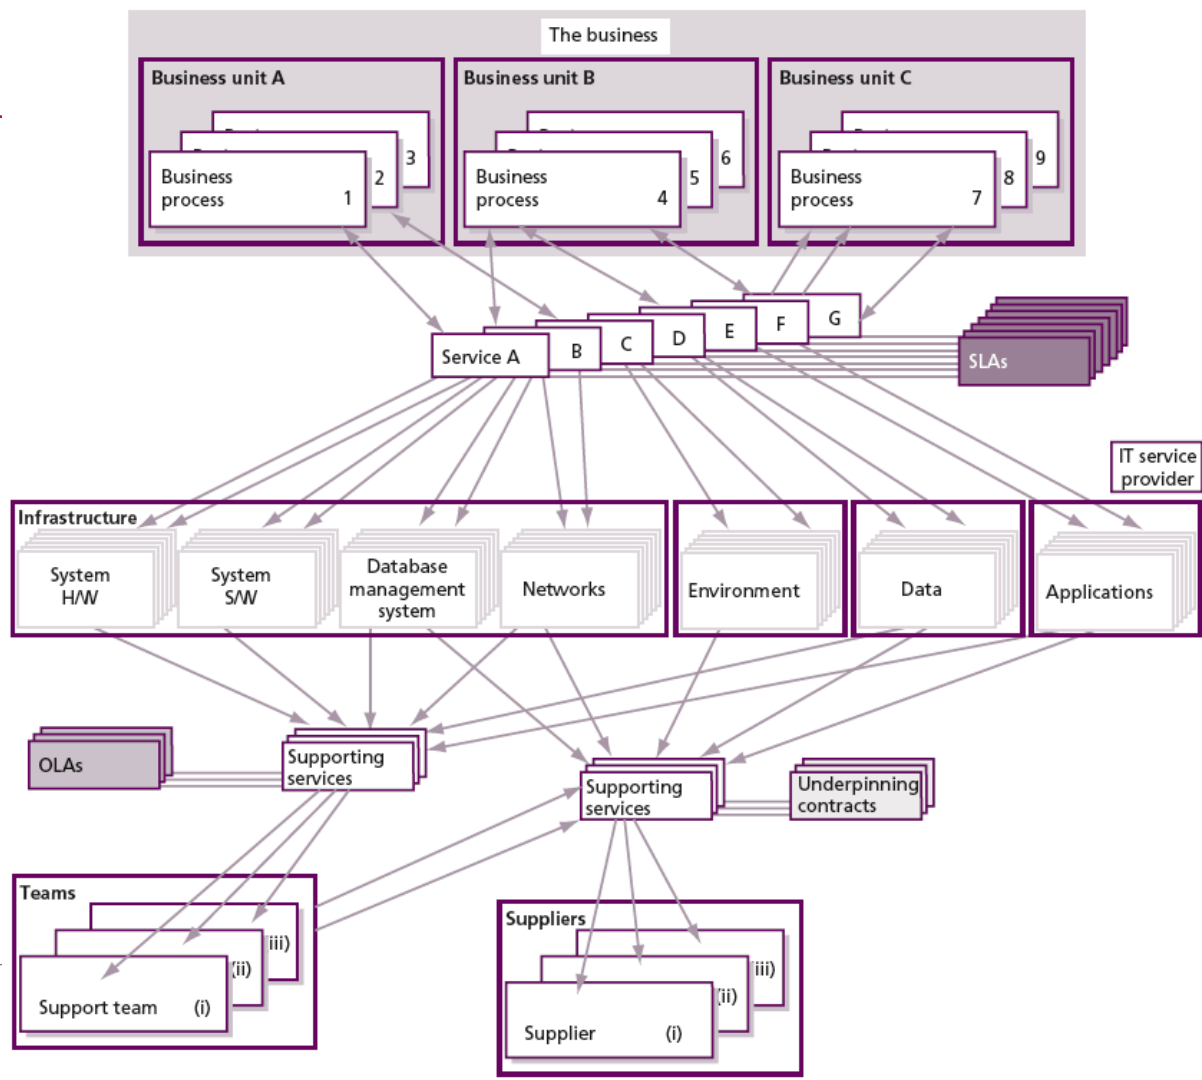 The business
Business unit A
Business unit B
Business unit C
3
2
Business
process 1
6
5
Business
process 4
9
8
Business
process 7
Service A
B
C
D
E
F
G
SLAs
IT service
provider
Infrastructure
System
H/W
System
S/W
Database
management
system
Networks
Environment
Data
Applications
OLAs
Supporting
services
Supporting
services
Underpinning
contracts
Teams
(iii)
(ii)
Support team (i)
Suppliers
(iii)
(ii)
Supplier (i)